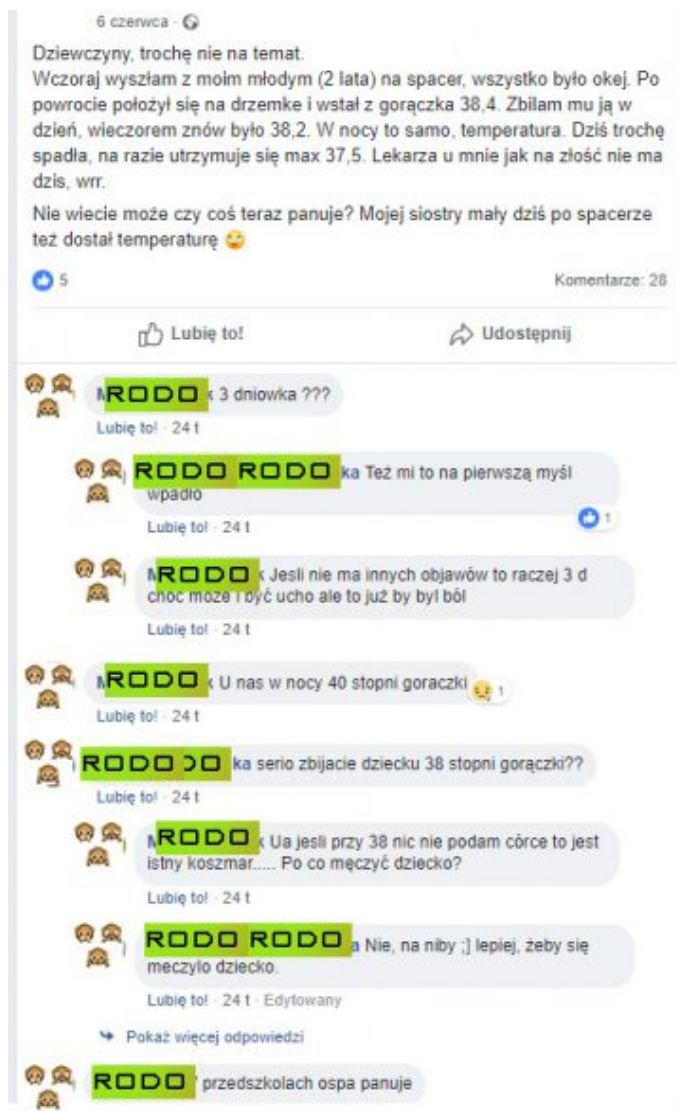 6 czerwca ·
Dziewczyny, trochę nie na temat.
Wczoraj wyszłam z moim młodym (2 lata) na spacer, wszystko było okej. Po
powrocie położył się na drzemke i wstał z gorączka 38,4. Zbilam mu ją w
dzień, wieczorem znów było 38,2. W nocy to samo, temperatura. Dziś trochę
spadła, na razie utrzymuje się max 37,5. Lekarza u mnie jak na złość nie ma
dzis, wrr.
Nie wiecie może czy coś teraz panuje? Mojej siostry mały dziś po spacerze
też dostał temperaturę
5
Komentarze: 28
Lubię to!
Udostępnij
RODO 3 dniowka ???
Lubię to! · 24 t
RODO RODO ka Też mi to na pierwszą myśl
wpadło
1
Lubię to! · 24 t
RODO Jesli nie ma innych objawów to raczej 3 d
choc może i być ucho ale to już by byl ból
Lubię to! · 24 t
RODO U nas w nocy 40 stopni goraczki
1
Lubię to! · 24 t
RODO DO ka serio zbijacie dziecku 38 stopni gorączki??
Lubię to! · 24 t
RODO Ua jesli przy 38 nic nie podam córce to jest
istny koszmar..... Po co męczyć dziecko?
Lubię to! · 24 t
RODO RODO a Nie, na niby ;] lepiej, żeby się
meczylo dziecko.
Lubię to! · 24 t · Edytowany
Pokaż więcej odpowiedzi
RODO przedszkolach ospa panuje